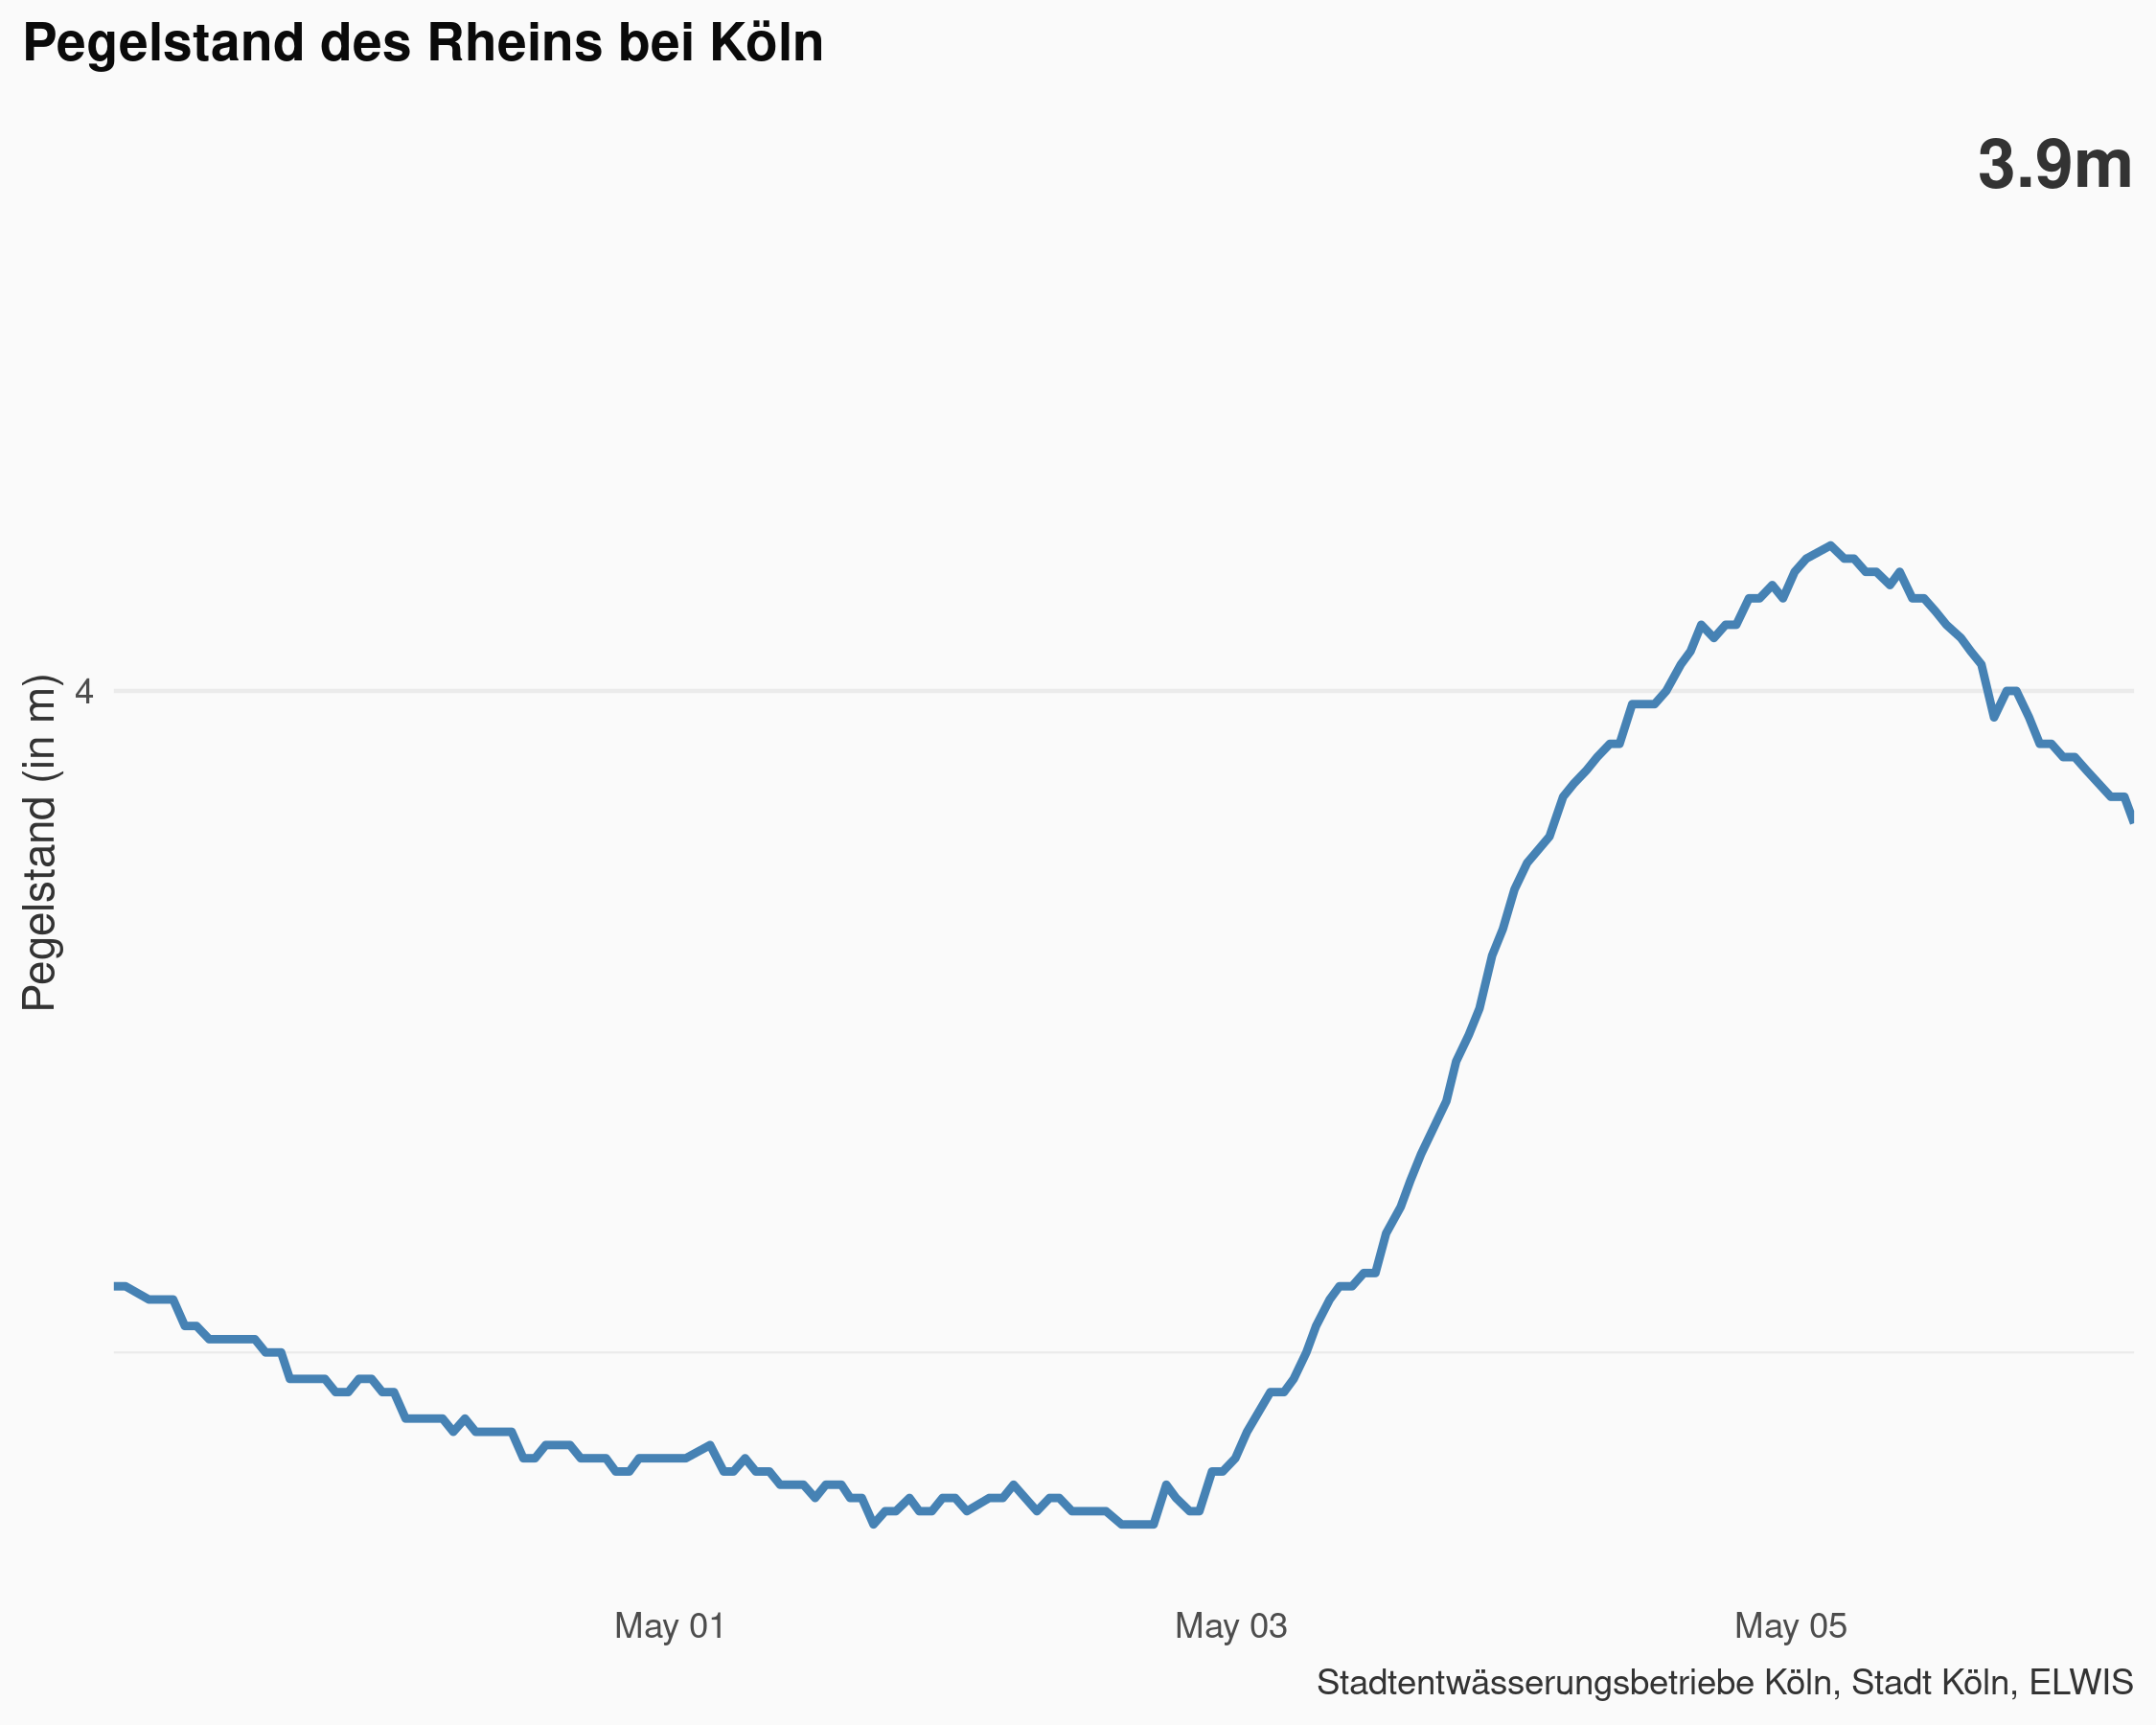 Pegelstand des Rheins bei Köln
3.9m
Pegelstand (in m)
4
May 01
May 03
May 05
Stadtentwässerungsbetriebe Köln, Stadt Köln, ELWIS